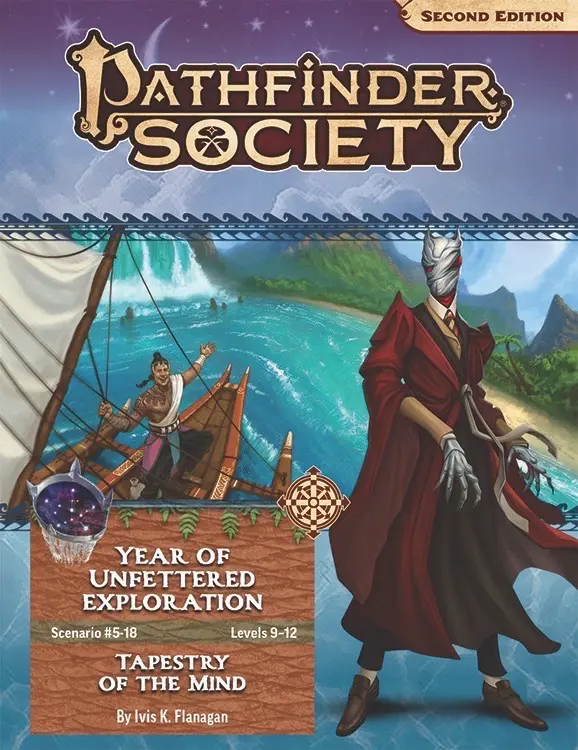 SECOND EDITION
PATHFINDER
SOCIETY
YEAR OF
UNFETTERED
EXPLORATION
Scenario #5-18 Levels 9–12
TAPESTRY
OF THE MIND
By Ivis K. Flanagan